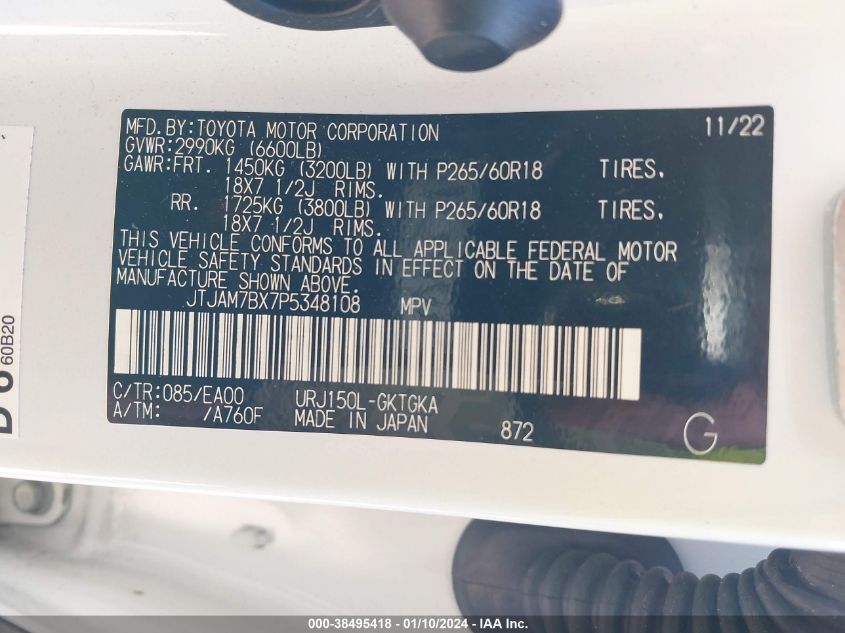 MFD.BY:TOYOTA MOTOR CORPORATION 11/22
GVWR:2990KG (6600LB)
GAWR:FRT. 1450KG (3200LB) WITH P265/60R18 TIRES,
18X7 1/2J RIMS.
RR. 1725KG (3800LB) WITH P265/60R18 TIRES,
18X7 1/2J RIMS.
THIS VEHICLE CONFORMS TO ALL APPLICABLE FEDERAL MOTOR
VEHICLE SAFETY STANDARDS IN EFFECT ON THE DATE OF
MANUFACTURE SHOWN ABOVE.
JTJAM7BX7P5348108 MPV
C/TR:085/EA00 URJ150L-GKTGKA
A/TM: /A760F MADE IN JAPAN 872 G
60B20
000-38495418 - 01/10/2024 - IAA Inc.